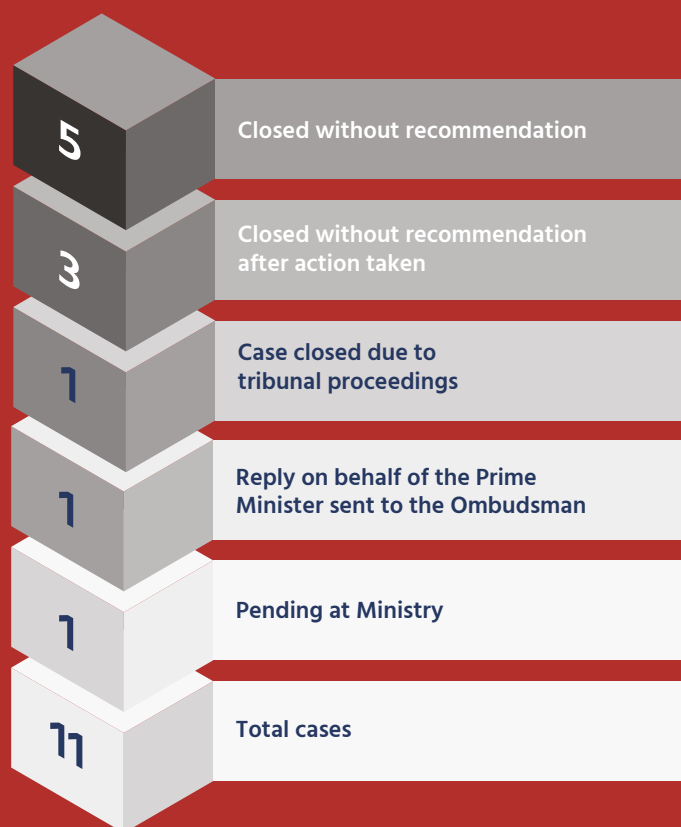 5
Closed without recommendation
3
Closed without recommendation
after action taken
1
Case closed due to
tribunal proceedings
1
Reply on behalf of the Prime
Minister sent to the Ombudsman
1
Pending at Ministry
11
Total cases